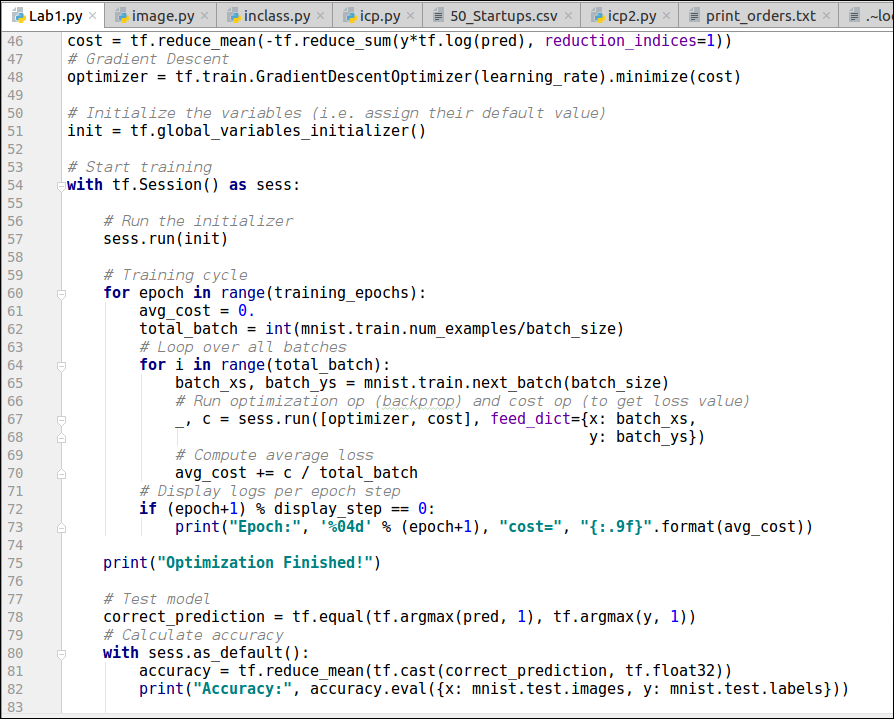 Lab1.py × image.py × inclass.py × icp.py × 50_Startups.csv × icp2.py × print_orders.txt × .~lo
46 cost = tf.reduce_mean(-tf.reduce_sum(y*tf.log(pred), reduction_indices=1))
47 # Gradient Descent
48 optimizer = tf.train.GradientDescentOptimizer(learning_rate).minimize(cost)
49
50 # Initialize the variables (i.e. assign their default value)
51 init = tf.global_variables_initializer()
52
53 # Start training
54 with tf.Session() as sess:
55
56     # Run the initializer
57     sess.run(init)
58
59     # Training cycle
60     for epoch in range(training_epochs):
61         avg_cost = 0.
62         total_batch = int(mnist.train.num_examples/batch_size)
63         # Loop over all batches
64         for i in range(total_batch):
65             batch_xs, batch_ys = mnist.train.next_batch(batch_size)
66             # Run optimization op (backprop) and cost op (to get loss value)
67             _, c = sess.run([optimizer, cost], feed_dict={x: batch_xs,
68                                                           y: batch_ys})
69             # Compute average loss
70             avg_cost += c / total_batch
71         # Display logs per epoch step
72         if (epoch+1) % display_step == 0:
73             print("Epoch:", '%04d' % (epoch+1), "cost=", "{:.9f}".format(avg_cost))
74
75     print("Optimization Finished!")
76
77     # Test model
78     correct_prediction = tf.equal(tf.argmax(pred, 1), tf.argmax(y, 1))
79     # Calculate accuracy
80     with sess.as_default():
81         accuracy = tf.reduce_mean(tf.cast(correct_prediction, tf.float32))
82         print("Accuracy:", accuracy.eval({x: mnist.test.images, y: mnist.test.labels}))
83